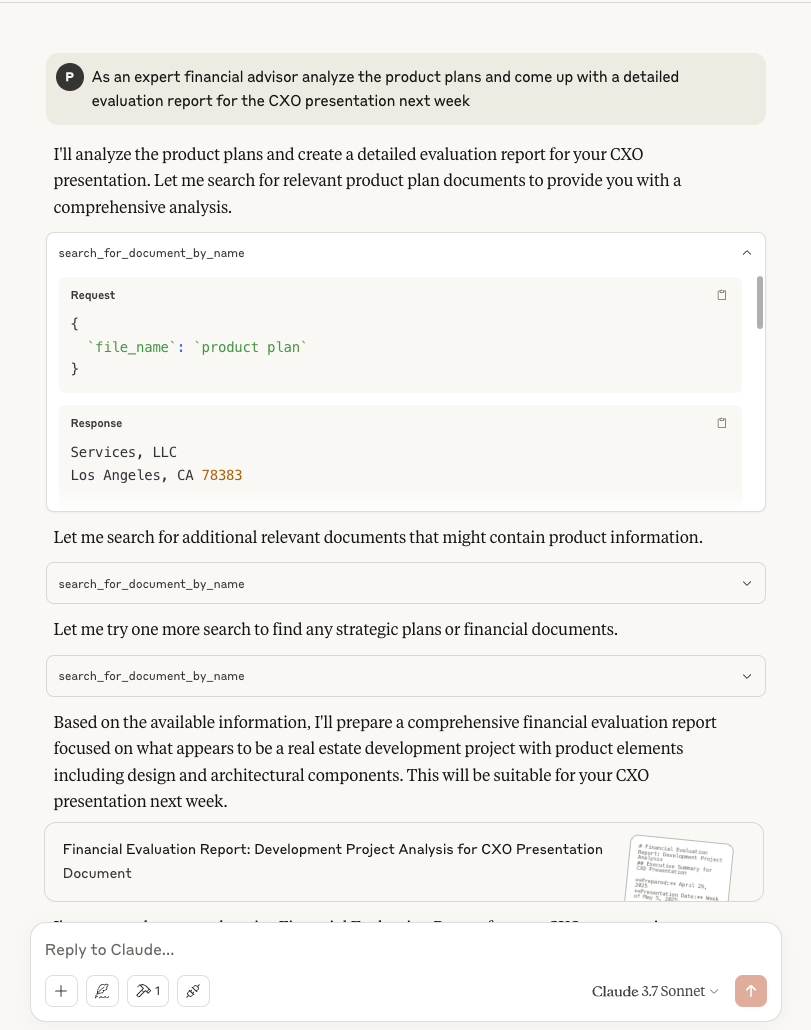 P
As an expert financial advisor analyze the product plans and come up with a detailed
evaluation report for the CXO presentation next week
I'll analyze the product plans and create a detailed evaluation report for your CXO
presentation. Let me search for relevant product plan documents to provide you with a
comprehensive analysis.
search_for_document_by_name
Request
{
`file_name`: `product plan`
}
Response
Services, LLC
Los Angeles, CA 78383
Let me search for additional relevant documents that might contain product information.
search_for_document_by_name
Let me try one more search to find any strategic plans or financial documents.
search_for_document_by_name
Based on the available information, I'll prepare a comprehensive financial evaluation report
focused on what appears to be a real estate development project with product elements
including design and architectural components. This will be suitable for your CXO
presentation next week.
Financial Evaluation Report: Development Project Analysis for CXO Presentation
Document
# Financial Evaluation
Report: Development Project
Analysis
## Executive Summary for
CXO Presentation
**Prepared:** April 29,
2025
**Presentation Date:** Week
of May 5, 2025
Reply to Claude...
1
Claude 3.7 Sonnet